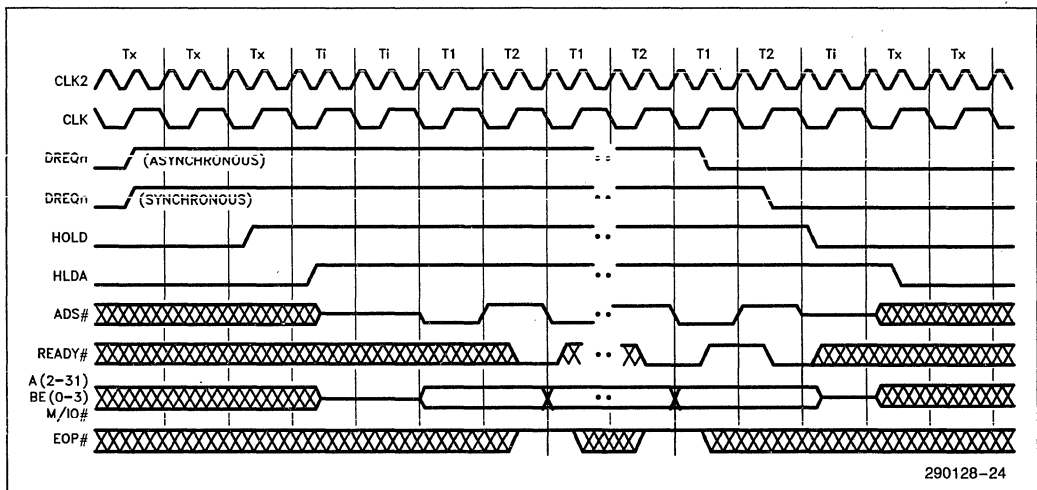 Tx Tx Tx Ti Ti T1 T2 T1 T2 T1 T2 Ti Tx Tx
CLK2
CLK
DREQn (ASYNCHRONOUS)
DREQn (SYNCHRONOUS)
HOLD
HLDA
ADS#
READY#
A(2-31)
BE(0-3)
M/IO#
EOP#
290128-24